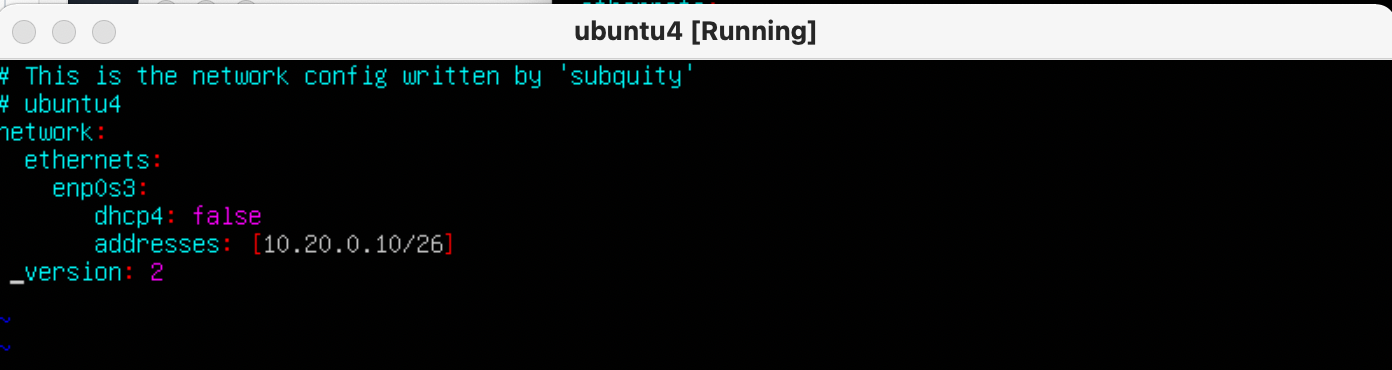 ethernets:
ubuntu4 [Running]
# This is the network config written by 'subquity'
# ubuntu4
network:
  ethernets:
    enp0s3:
       dhcp4: false
       addresses: [10.20.0.10/26]
  version: 2
~
~